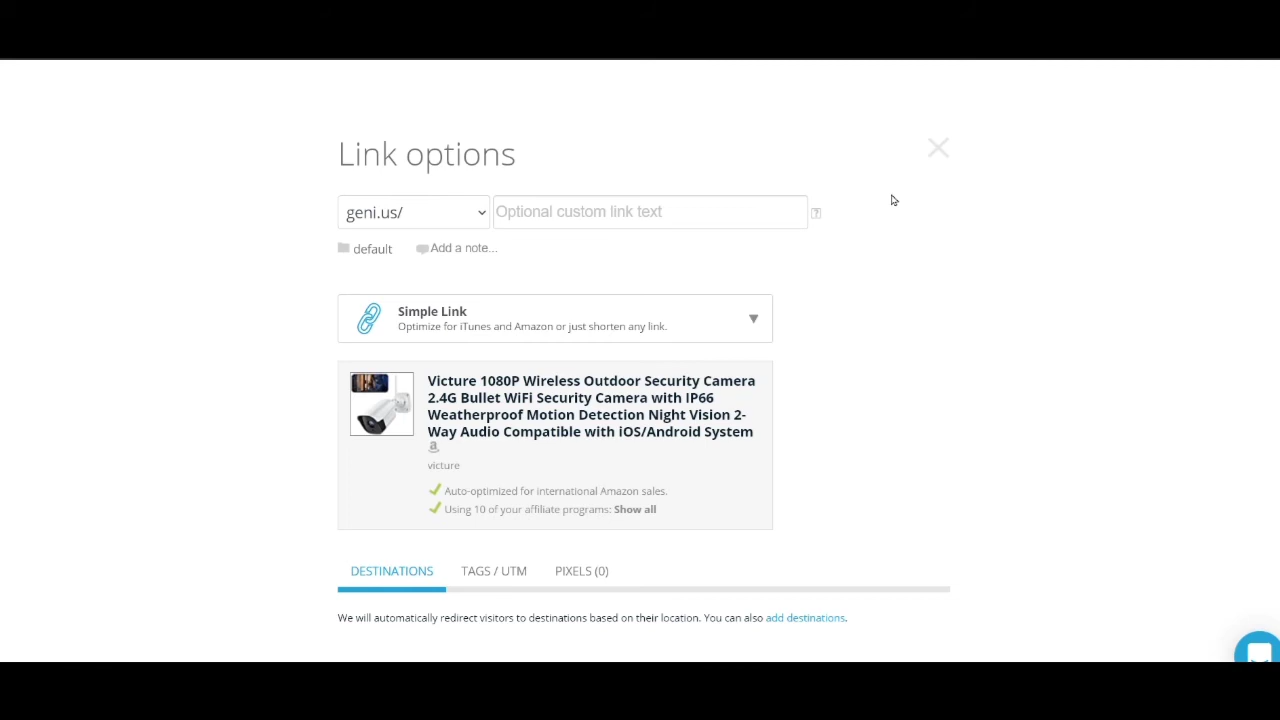 Link options
geni.us/ Optional custom link text ?
default Add a note...
Simple Link
Optimize for iTunes and Amazon or just shorten any link.
Victure 1080P Wireless Outdoor Security Camera
2.4G Bullet WiFi Security Camera with IP66
Weatherproof Motion Detection Night Vision 2-
Way Audio Compatible with iOS/Android System
a
victure
Auto-optimized for international Amazon sales.
Using 10 of your affiliate programs: Show all
DESTINATIONS TAGS / UTM PIXELS (0)
We will automatically redirect visitors to destinations based on their location. You can also add destinations.